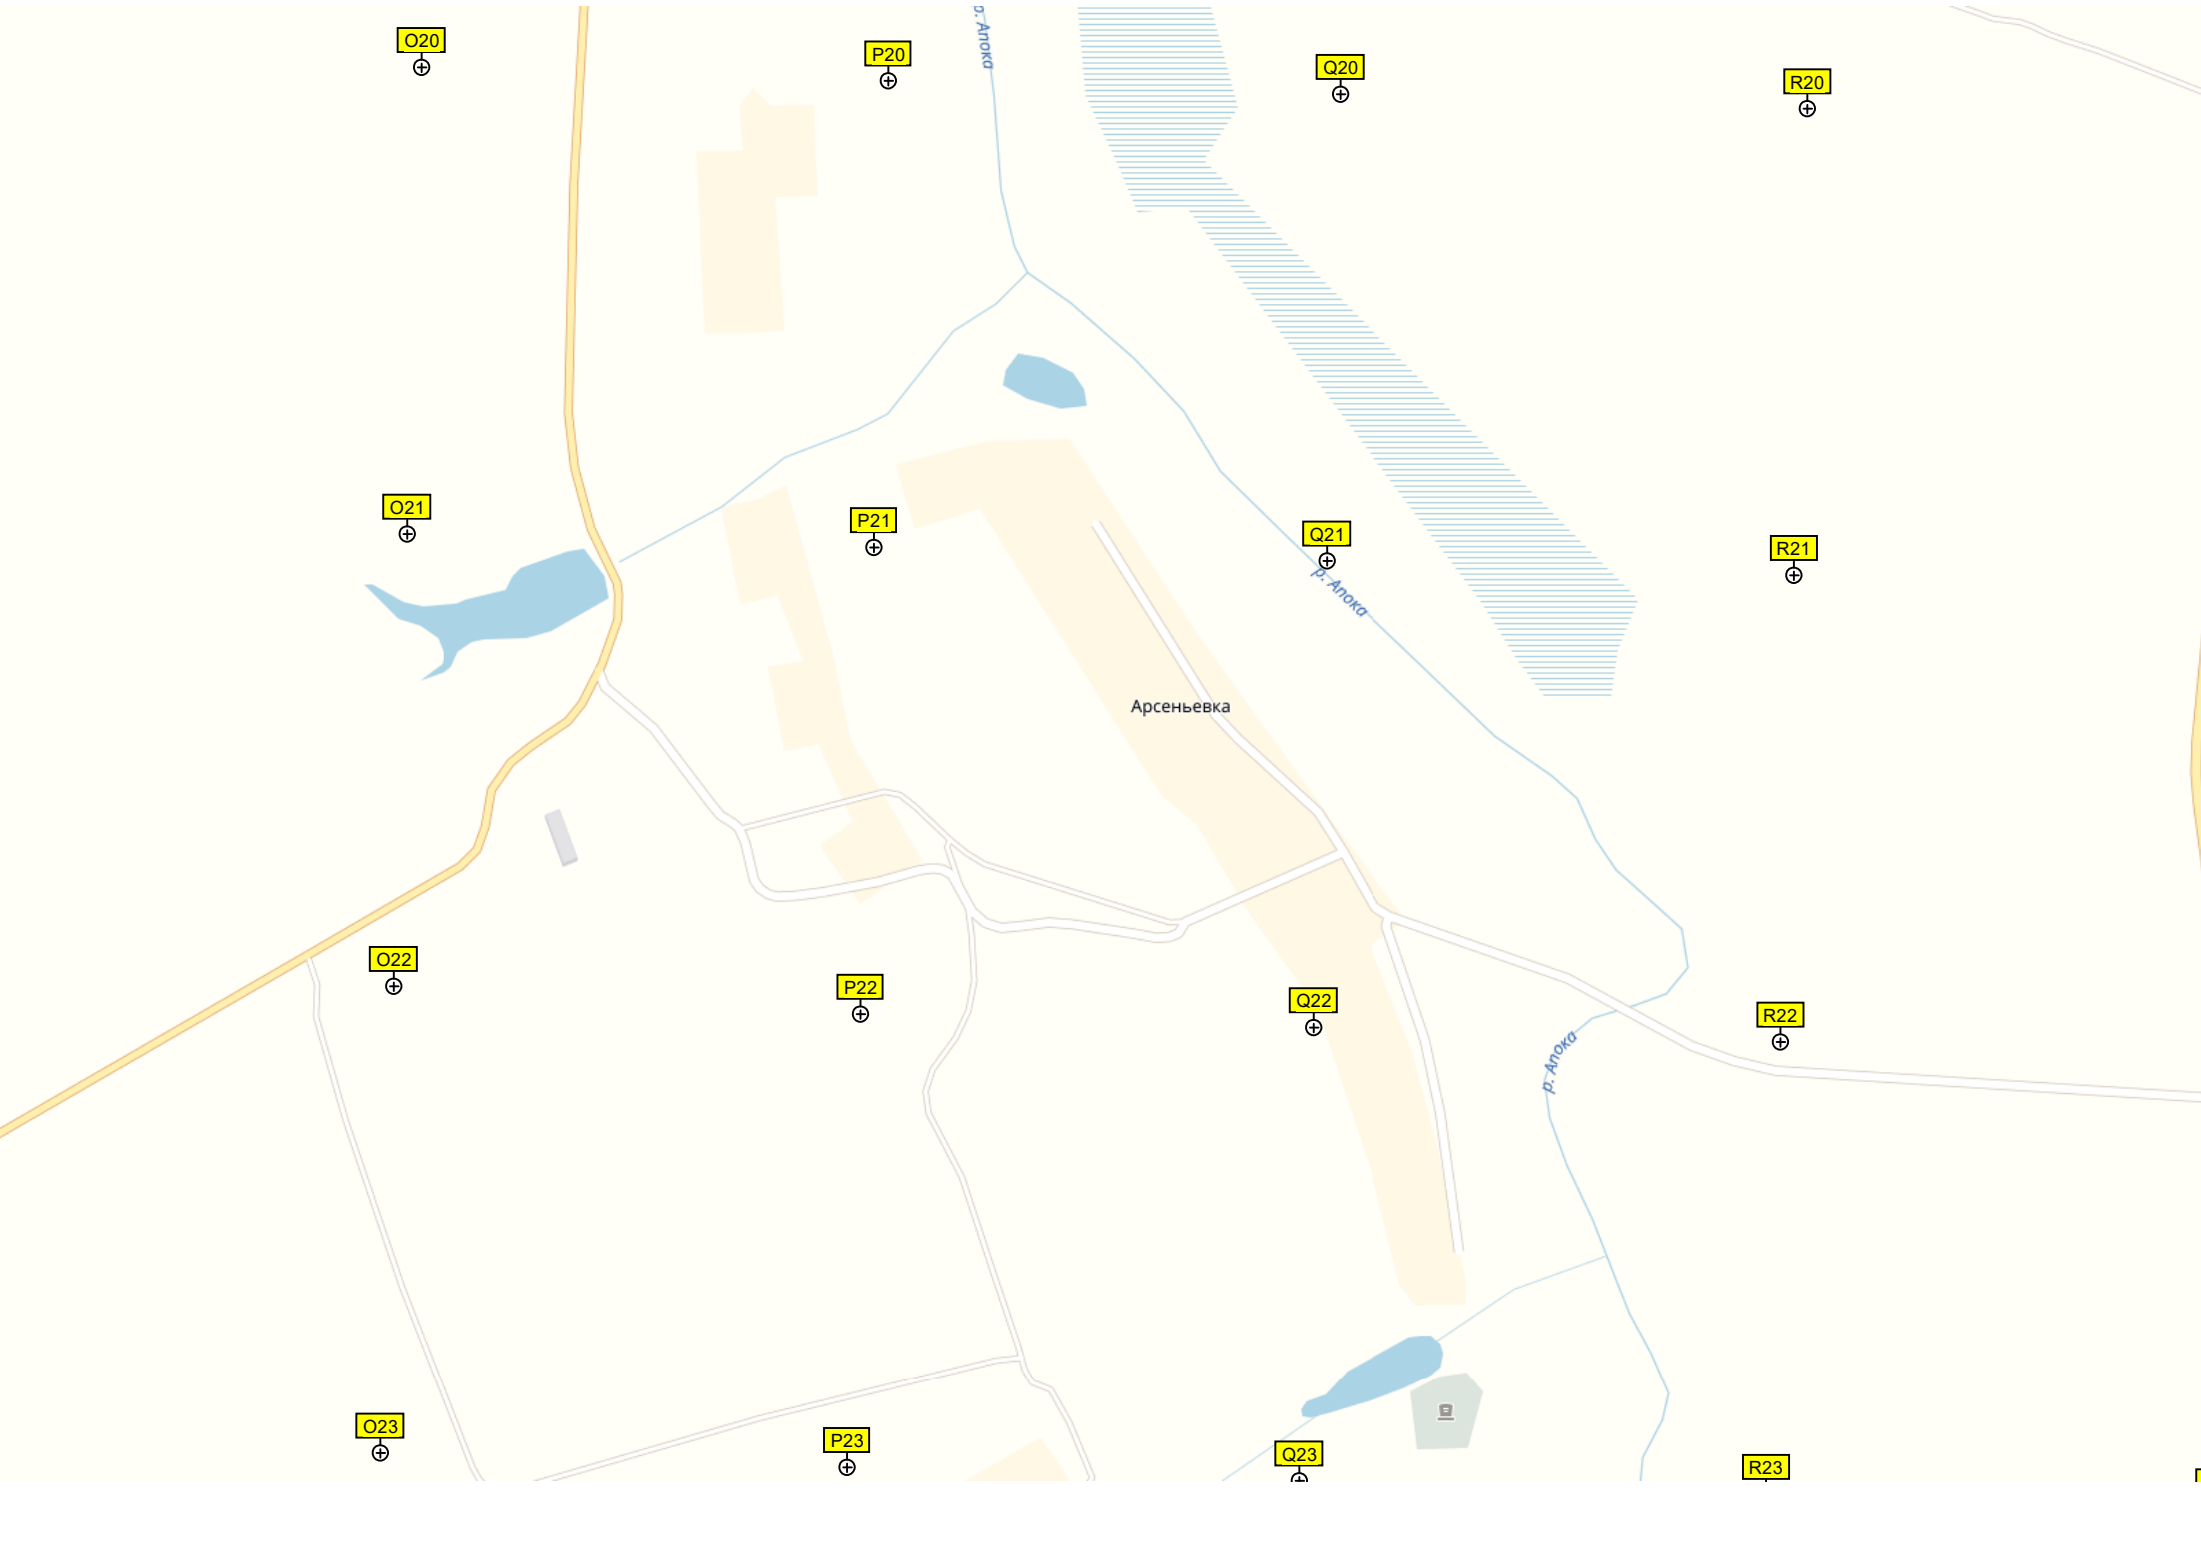 O20
P20
р. Апока
Q20
R20
O21
P21
Q21
R21
р. Апока
Арсеньевка
O22
P22
Q22
R22
р. Апока
O23
P23
Q23
R23